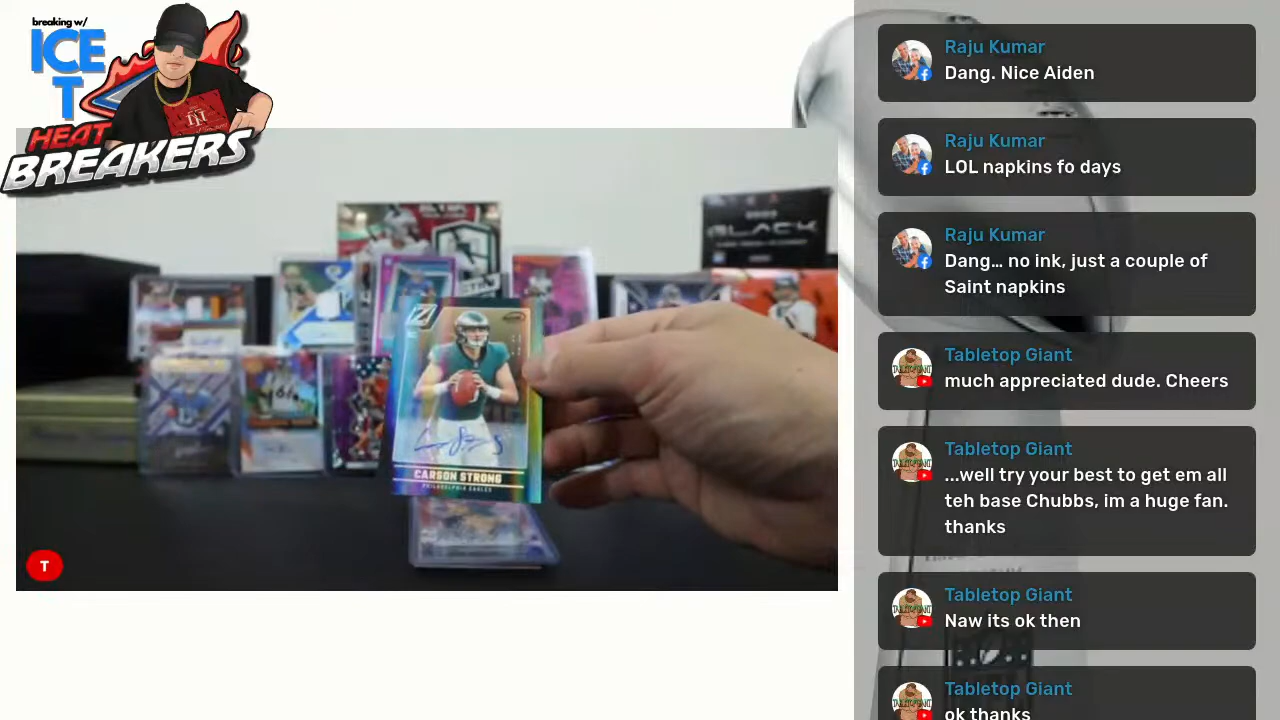 breaking w/
ICE
T
HEAT
BREAKERS
BLACK
CARSON STRONG
PHILADELPHIA EAGLES
T
Raju Kumar
Dang. Nice Aiden
Raju Kumar
LOL napkins fo days
Raju Kumar
Dang... no ink, just a couple of
Saint napkins
Tabletop Giant
much appreciated dude. Cheers
Tabletop Giant
...well try your best to get em all
teh base Chubbs, im a huge fan.
thanks
Tabletop Giant
Naw its ok then
Tabletop Giant
ok thanks